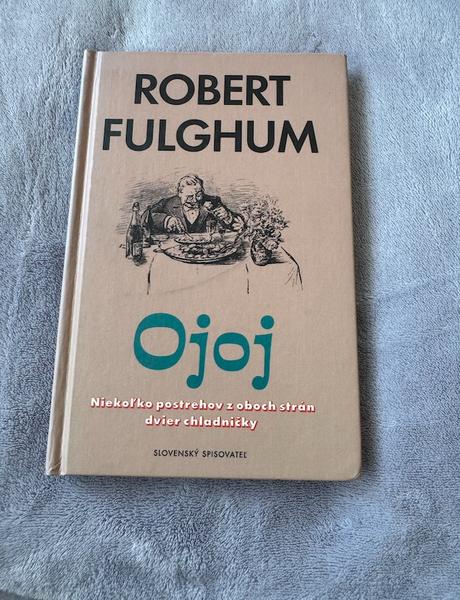 ROBERT
FULGHUM
Ojoj
Niekoľko postrehov z oboch strán
dvier chladničky
SLOVENSKÝ SPISOVATEĽ